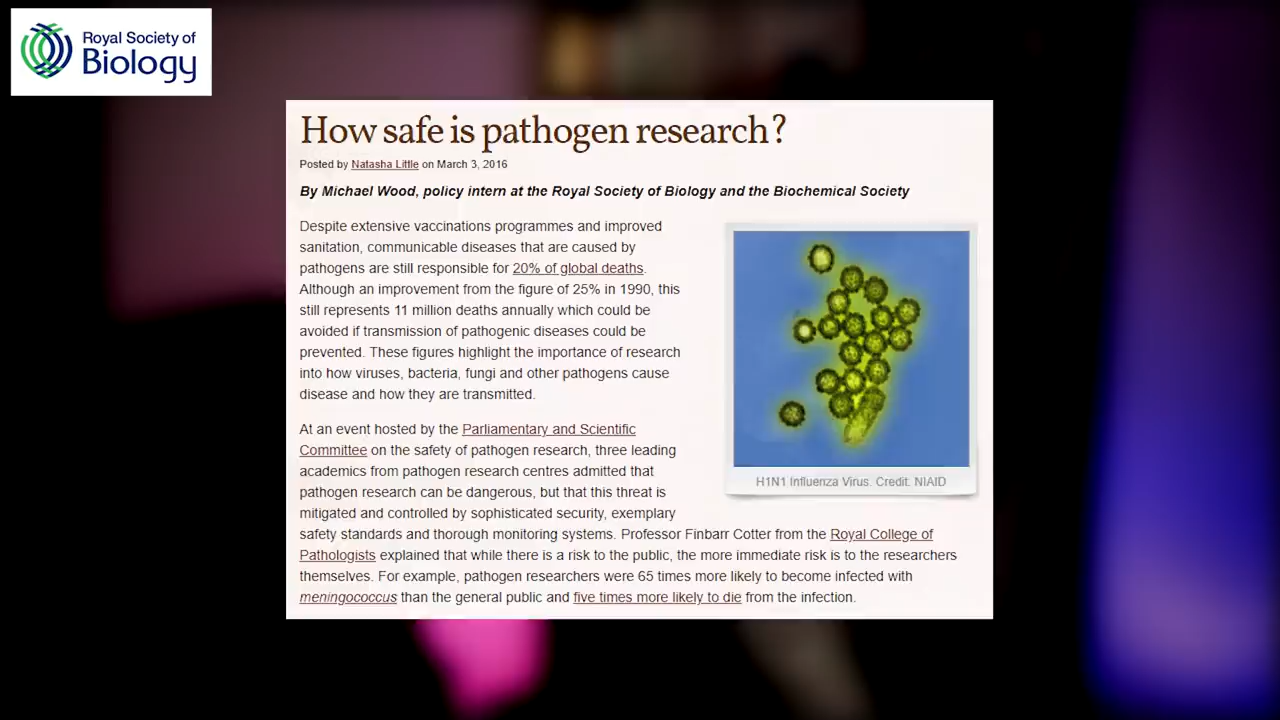 Royal Society of
Biology
How safe is pathogen research?
Posted by Natasha Little on March 3, 2016
By Michael Wood, policy intern at the Royal Society of Biology and the Biochemical Society
Despite extensive vaccinations programmes and improved
sanitation, communicable diseases that are caused by
pathogens are still responsible for 20% of global deaths.
Although an improvement from the figure of 25% in 1990, this
still represents 11 million deaths annually which could be
avoided if transmission of pathogenic diseases could be
prevented. These figures highlight the importance of research
into how viruses, bacteria, fungi and other pathogens cause
disease and how they are transmitted.
At an event hosted by the Parliamentary and Scientific
Committee on the safety of pathogen research, three leading
academics from pathogen research centres admitted that
pathogen research can be dangerous, but that this threat is
mitigated and controlled by sophisticated security, exemplary
safety standards and thorough monitoring systems. Professor Finbarr Cotter from the Royal College of
Pathologists explained that while there is a risk to the public, the more immediate risk is to the researchers
themselves. For example, pathogen researchers were 65 times more likely to become infected with
meningococcus than the general public and five times more likely to die from the infection.
H1N1 Influenza Virus. Credit: NIAID